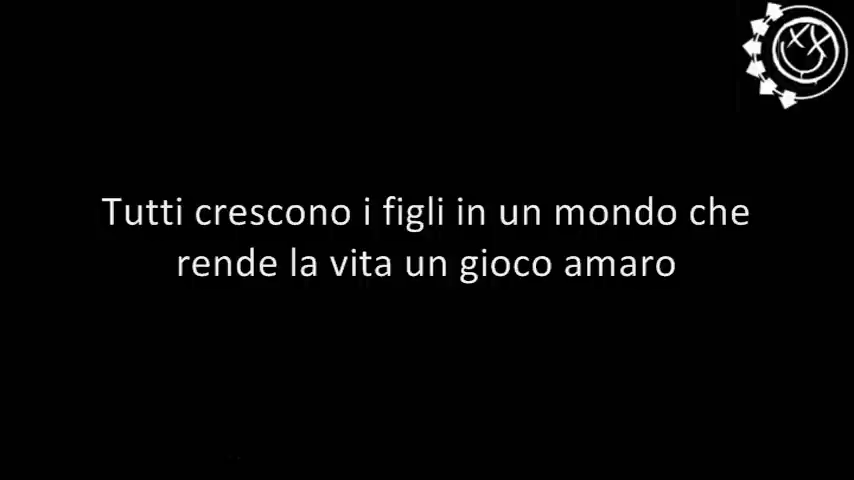 Tutti crescono i figli in un mondo che
rende la vita un gioco amaro